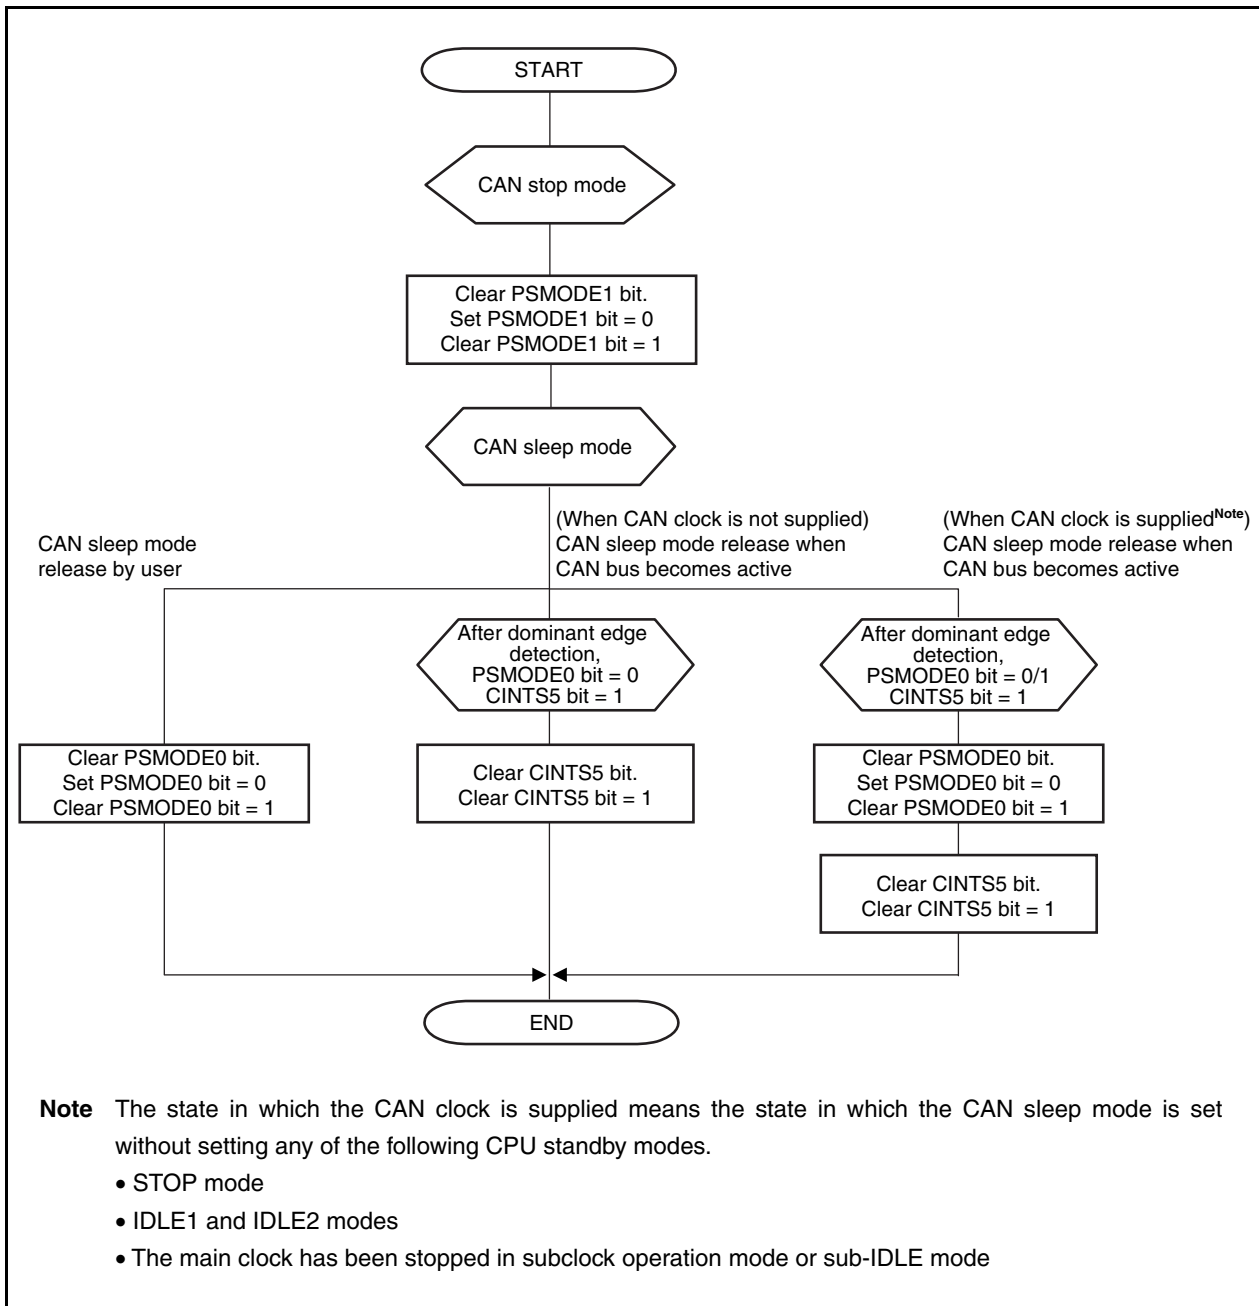 START
CAN stop mode
Clear PSMODE1 bit.
Set PSMODE1 bit = 0
Clear PSMODE1 bit = 1
CAN sleep mode
CAN sleep mode
release by user
(When CAN clock is not supplied)
CAN sleep mode release when
CAN bus becomes active
(When CAN clock is supplied Note)
CAN sleep mode release when
CAN bus becomes active
After dominant edge
detection,
PSMODE0 bit = 0
CINTS5 bit = 1
After dominant edge
detection,
PSMODE0 bit = 0/1
CINTS5 bit = 1
Clear PSMODE0 bit.
Set PSMODE0 bit = 0
Clear PSMODE0 bit = 1
Clear CINTS5 bit.
Clear CINTS5 bit = 1
Clear PSMODE0 bit.
Set PSMODE0 bit = 0
Clear PSMODE0 bit = 1
Clear CINTS5 bit.
Clear CINTS5 bit = 1
END
Note The state in which the CAN clock is supplied means the state in which the CAN sleep mode is set
without setting any of the following CPU standby modes.
• STOP mode
• IDLE1 and IDLE2 modes
• The main clock has been stopped in subclock operation mode or sub-IDLE mode